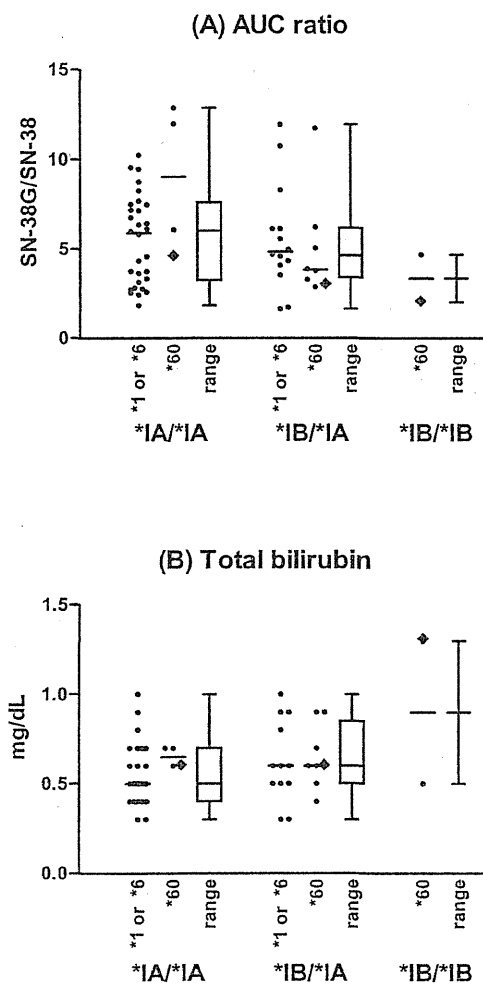 (A) AUC ratio
SN-38G/SN-38
15
10
5
0
*1 or *6
*60
range
*1 or *6
*60
range
*60
range
*IA/*IA
*IB/*IA
*IB/*IB
(B) Total bilirubin
mg/dL
1.5
1.0
0.5
0.0
*1 or *6
*60
range
*1 or *6
*60
range
*60
range
*IA/*IA
*IB/*IA
*IB/*IB